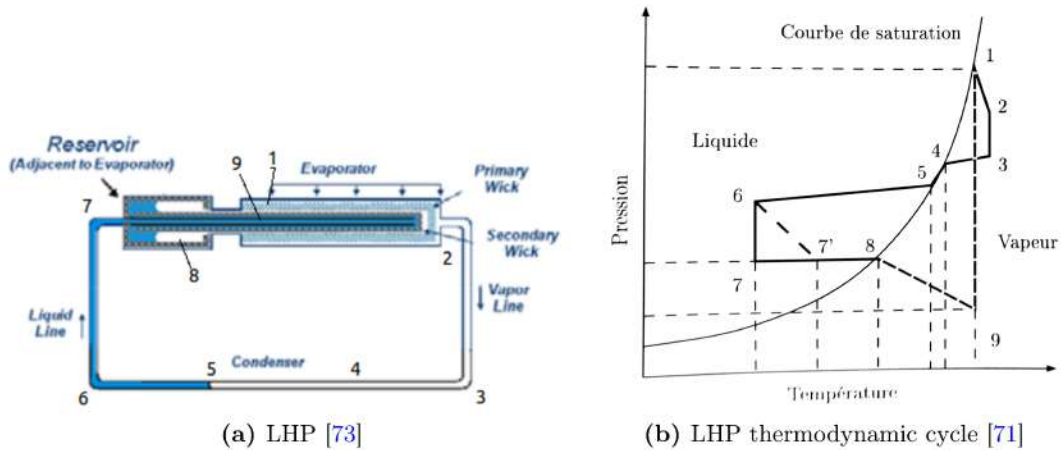 Reservoir
(Adjacent to Evaporator)
9
1
Evaporator
Primary
Wick
7
8
Secondary
Wick
2
Liquid
Line
Vapor
Line
Condenser
5
4
6
3
(a) LHP [73]
Courbe de saturation
1
2
Liquide
4
3
5
6
Pression
7'
8
Vapeur
7
9
Température
(b) LHP thermodynamic cycle [71]